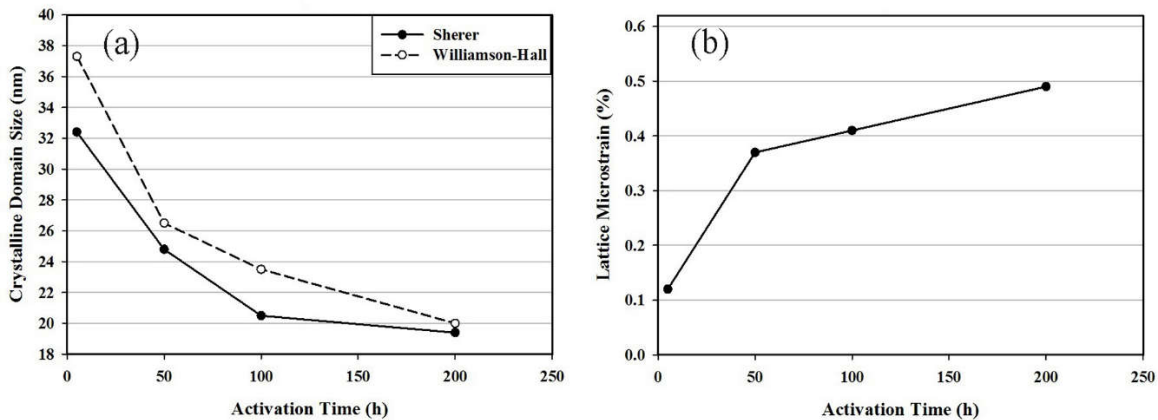 (a)
Sherer
Williamson-Hall
Crystalline Domain Size (nm)
40
38
36
34
32
30
28
26
24
22
20
18
0 50 100 150 200 250
Activation Time (h)
(b)
Lattice Microstrain (%)
0.6
0.5
0.4
0.3
0.2
0.1
0.0
0 50 100 150 200 250
Activation Time (h)